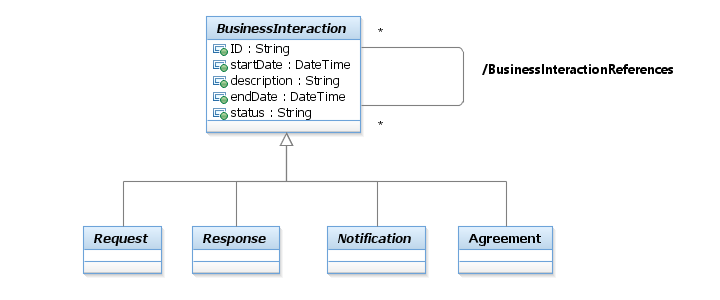 BusinessInteraction
*
ID : String
startDate : DateTime
/BusinessInteractionReferences
description : String
endDate : DateTime
status : String
*
Request
Response
Notification
Agreement